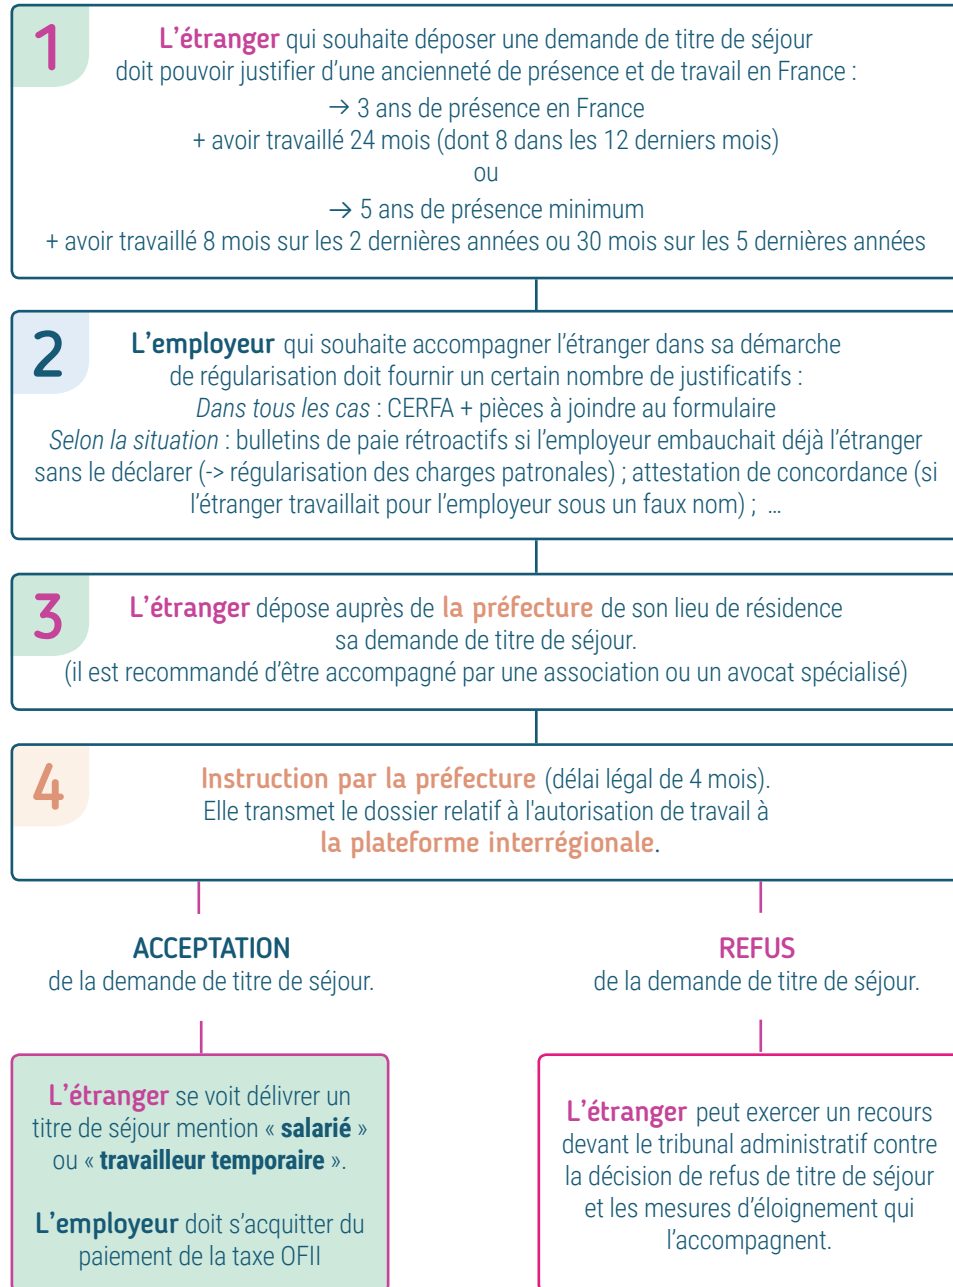 1
L'étranger qui souhaite déposer une demande de titre de séjour
doit pouvoir justifier d'une ancienneté de présence et de travail en France :
→ 3 ans de présence en France
+ avoir travaillé 24 mois (dont 8 dans les 12 derniers mois)
ou
→ 5 ans de présence minimum
+ avoir travaillé 8 mois sur les 2 dernières années ou 30 mois sur les 5 dernières années
2
L'employeur qui souhaite accompagner l'étranger dans sa démarche
de régularisation doit fournir un certain nombre de justificatifs :
Dans tous les cas : CERFA + pièces à joindre au formulaire
Selon la situation : bulletins de paie rétroactifs si l'employeur embauchait déjà l'étranger
sans le déclarer (-> régularisation des charges patronales) ; attestation de concordance (si
l'étranger travaillait pour l'employeur sous un faux nom) ; …
3
L'étranger dépose auprès de la préfecture de son lieu de résidence
sa demande de titre de séjour.
(il est recommandé d'être accompagné par une association ou un avocat spécialisé)
4
Instruction par la préfecture (délai légal de 4 mois).
Elle transmet le dossier relatif à l'autorisation de travail à
la plateforme interrégionale.
ACCEPTATION
de la demande de titre de séjour.
L'étranger se voit délivrer un
titre de séjour mention « salarié »
ou « travailleur temporaire ».
L'employeur doit s'acquitter du
paiement de la taxe OFII
REFUS
de la demande de titre de séjour.
L'étranger peut exercer un recours
devant le tribunal administratif contre
la décision de refus de titre de séjour
et les mesures d'éloignement qui
l'accompagnent.